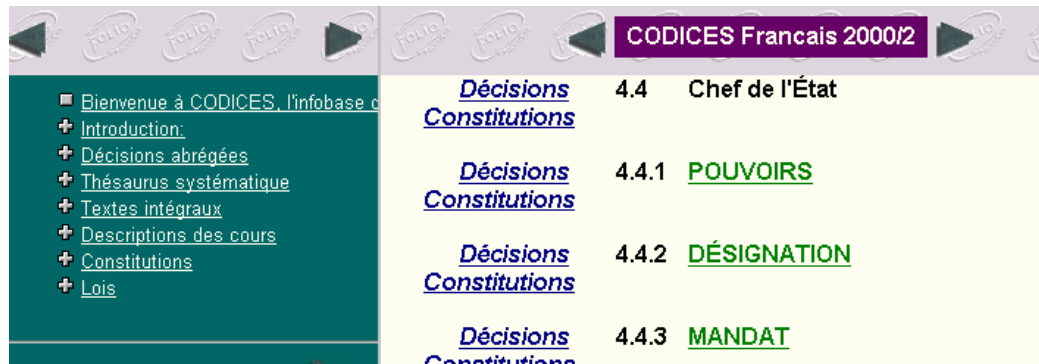 CODICES Francais 2000/2
Bienvenue à CODICES, l'infobase
Introduction:
Décisions abrégées
Thésaurus systématique
Textes intégraux
Descriptions des cours
Constitutions
Lois
Décisions 4.4 Chef de l'État
Constitutions
Décisions 4.4.1 POUVOIRS
Constitutions
Décisions 4.4.2 DÉSIGNATION
Constitutions
Décisions 4.4.3 MANDAT
Constitutions